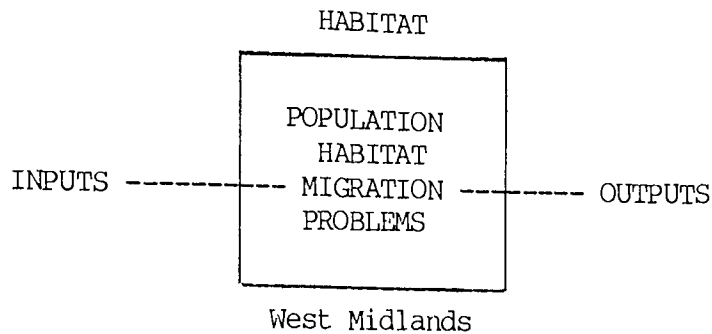 HABITAT
POPULATION
HABITAT
INPUTS MIGRATION OUTPUTS
PROBLEMS
West Midlands